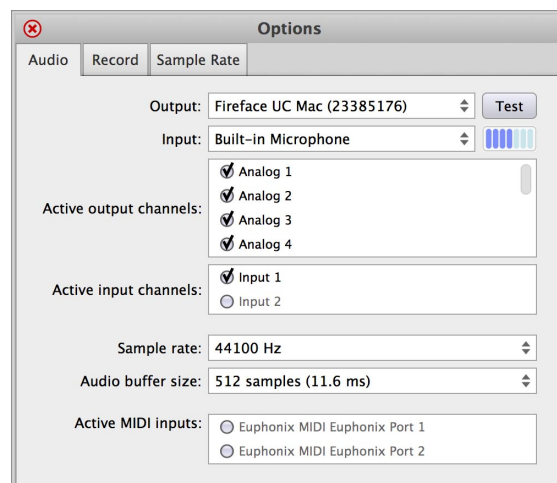 Options
Audio Record Sample Rate
Output: Fireface UC Mac (23385176) Test
Input: Built-in Microphone
Active output channels:
Analog 1
Analog 2
Analog 3
Analog 4
Active input channels:
Input 1
Input 2
Sample rate: 44100 Hz
Audio buffer size: 512 samples (11.6 ms)
Active MIDI inputs:
Euphonix MIDI Euphonix Port 1
Euphonix MIDI Euphonix Port 2